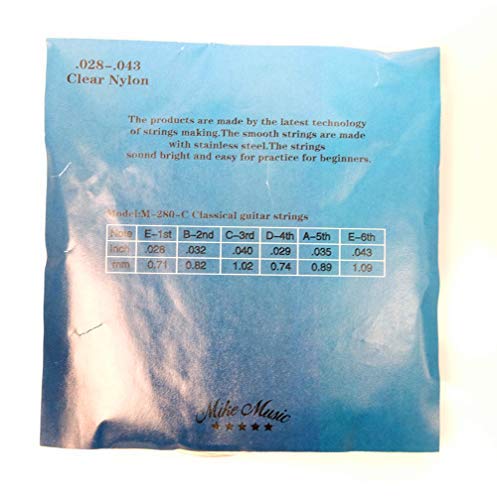 .028-.043
Clear Nylon
The products are made by the latest technology
of strings making.The smooth strings are made
with stainless steel.The strings
sound bright and easy for practice for beginners.
Model:M-280-C Classical guitar strings
Note E-1st B-2nd C-3rd D-4th A-5th E-6th
inch .028 .032 .040 .029 .035 .043
mm 0.71 0.82 1.02 0.74 0.89 1.09
Mike Music